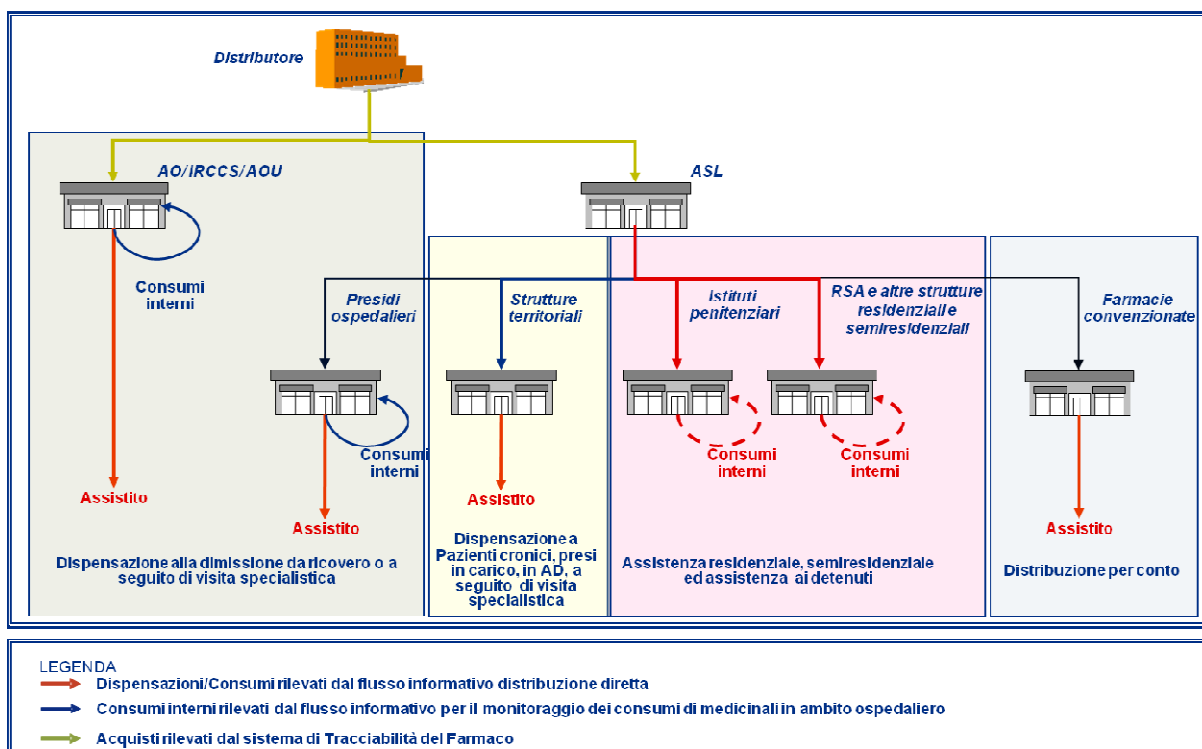 Distributore
AO/IRCCS/AOU
ASL
Consumi
interni
Presidi
ospedalieri
Strutture
territoriali
Istituti
penitenziari
RSA e altre strutture
residenziali e
semiresidenziali
Farmacie
convenzionate
Consumi
interni
Consumi
interni
Consumi
interni
Assistito
Assistito
Assistito
Assistito
Dispensazione alla dimissione da ricovero o a
seguito di visita specialistica
Dispensazione a
Pazienti cronici, presi
in carico, in AD, a
seguito di visita
specialistica
Assistenza residenziale, semiresidenziale
ed assistenza ai detenuti
Distribuzione per conto
LEGENDA
Dispensazioni/Consumi rilevati dal flusso informativo distribuzione diretta
Consumi interni rilevati dal flusso informativo per il monitoraggio dei consumi di medicinali in ambito ospedaliero
Acquisti rilevati dal sistema di Tracciabilità del Farmaco